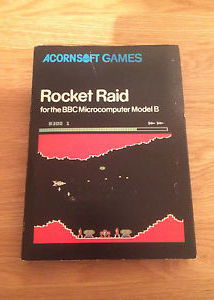 ACORNSOFT GAMES
Rocket Raid
for the BBC Microcomputer Model B